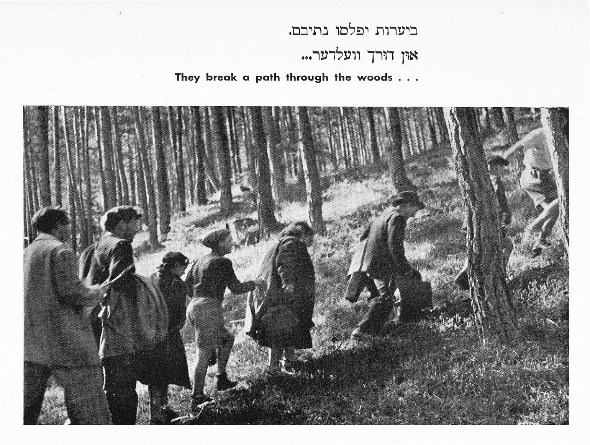 ביערות יפלסו נתיבם.
און דורך וועלדער...
They break a path through the woods . . .